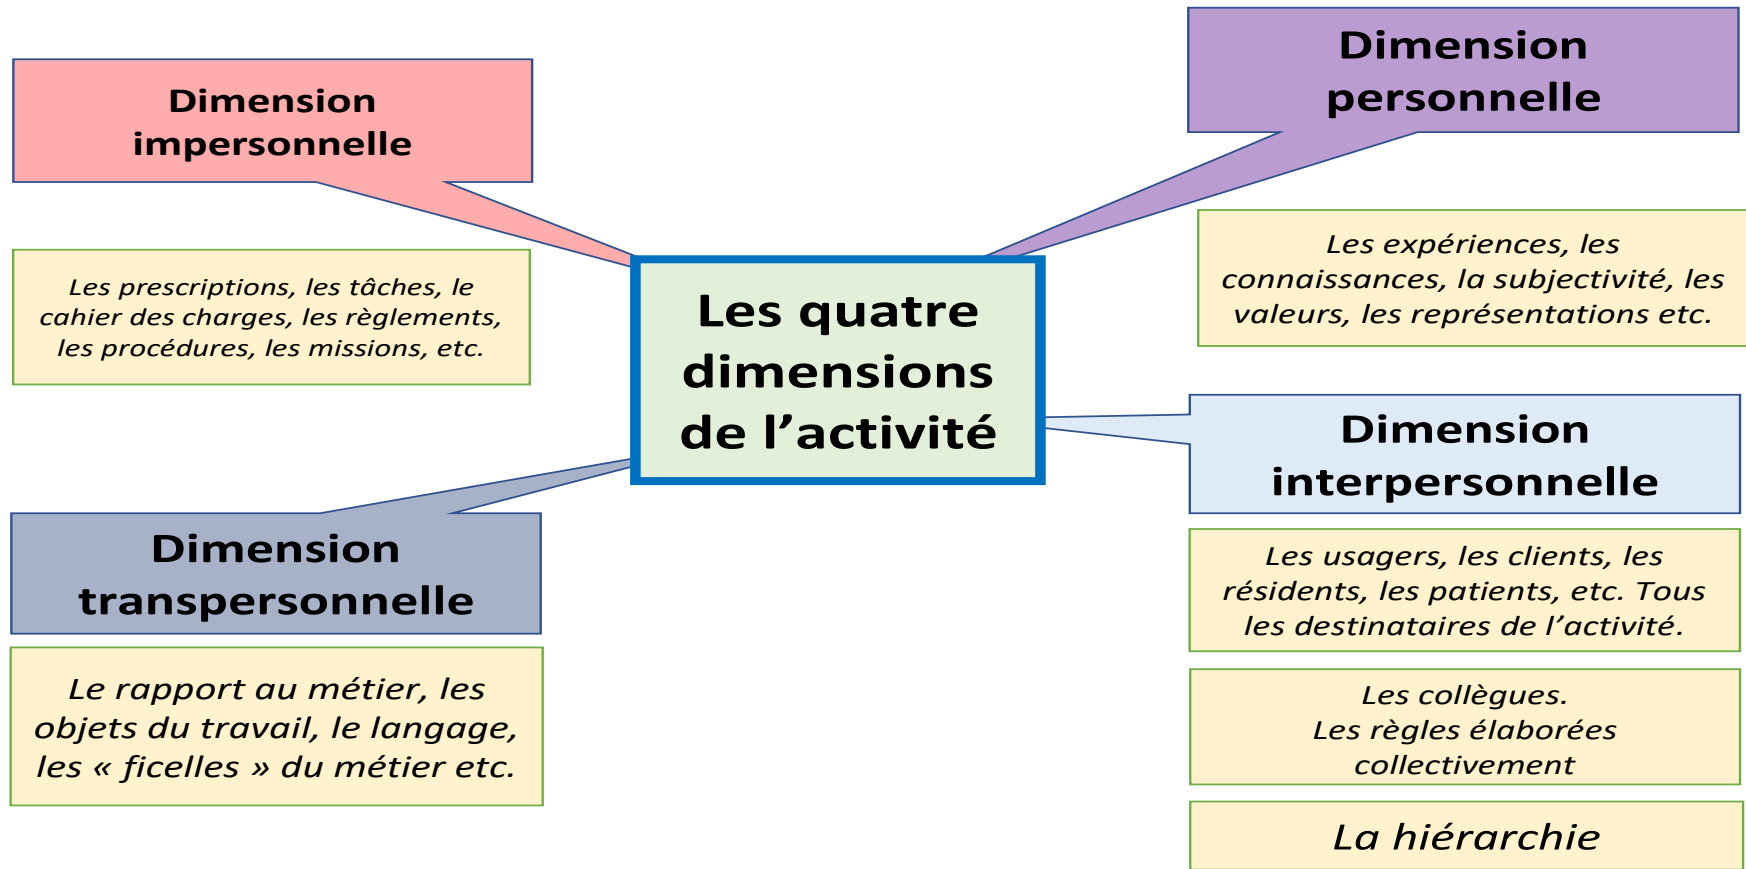 Dimension
impersonnelle
Les prescriptions, les tâches, le
cahier des charges, les règlements,
les procédures, les missions, etc.
Dimension
personnelle
Les expériences, les
connaissances, la subjectivité, les
valeurs, les représentations etc.
Les quatre
dimensions
de l’activité
Dimension
transpersonnelle
Le rapport au métier, les
objets du travail, le langage,
les « ficelles » du métier etc.
Dimension
interpersonnelle
Les usagers, les clients, les
résidents, les patients, etc. Tous
les destinataires de l’activité.
Les collègues.
Les règles élaborées
collectivement
La hiérarchie